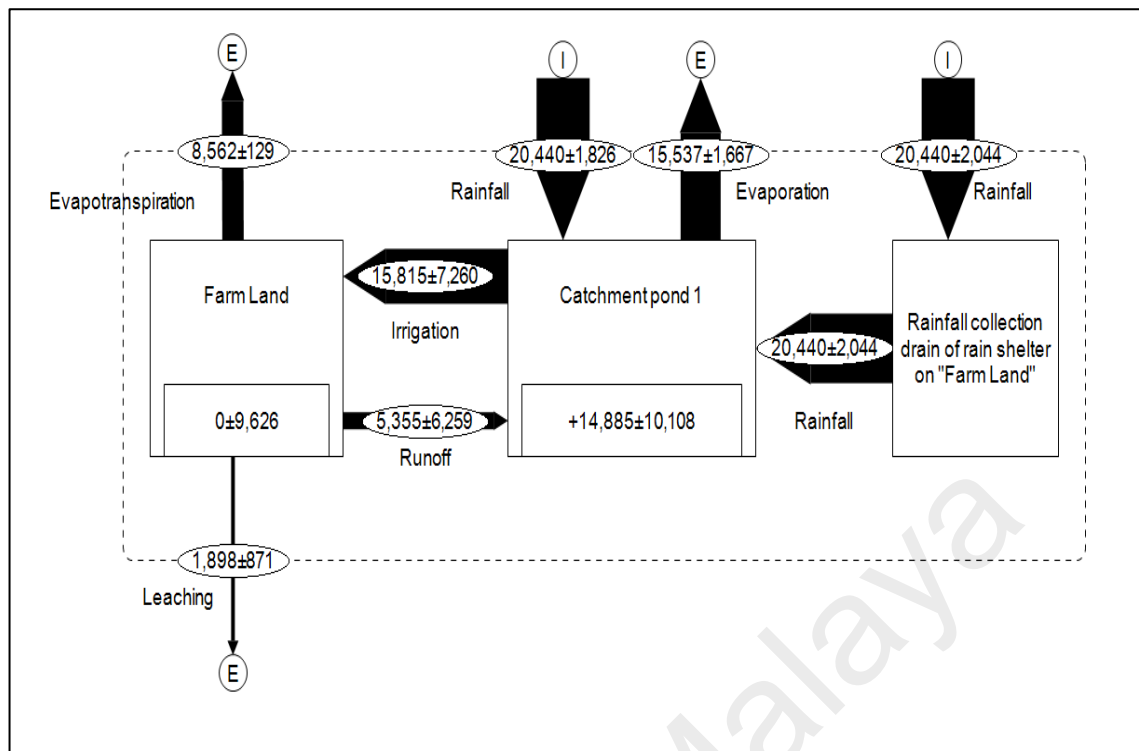 E
I
E
I
8,562±129
20,440±1,826
15,537±1,667
20,440±2,044
Evapotranspiration
Rainfall
Evaporation
Rainfall
15,815±7,260
Farm Land
Catchment pond 1
Rainfall collection
drain of rain shelter
on "Farm Land"
Irrigation
20,440±2,044
Rainfall
0±9,626
5,355±6,259
+14,885±10,108
Runoff
1,898±871
Leaching
E
Malaya